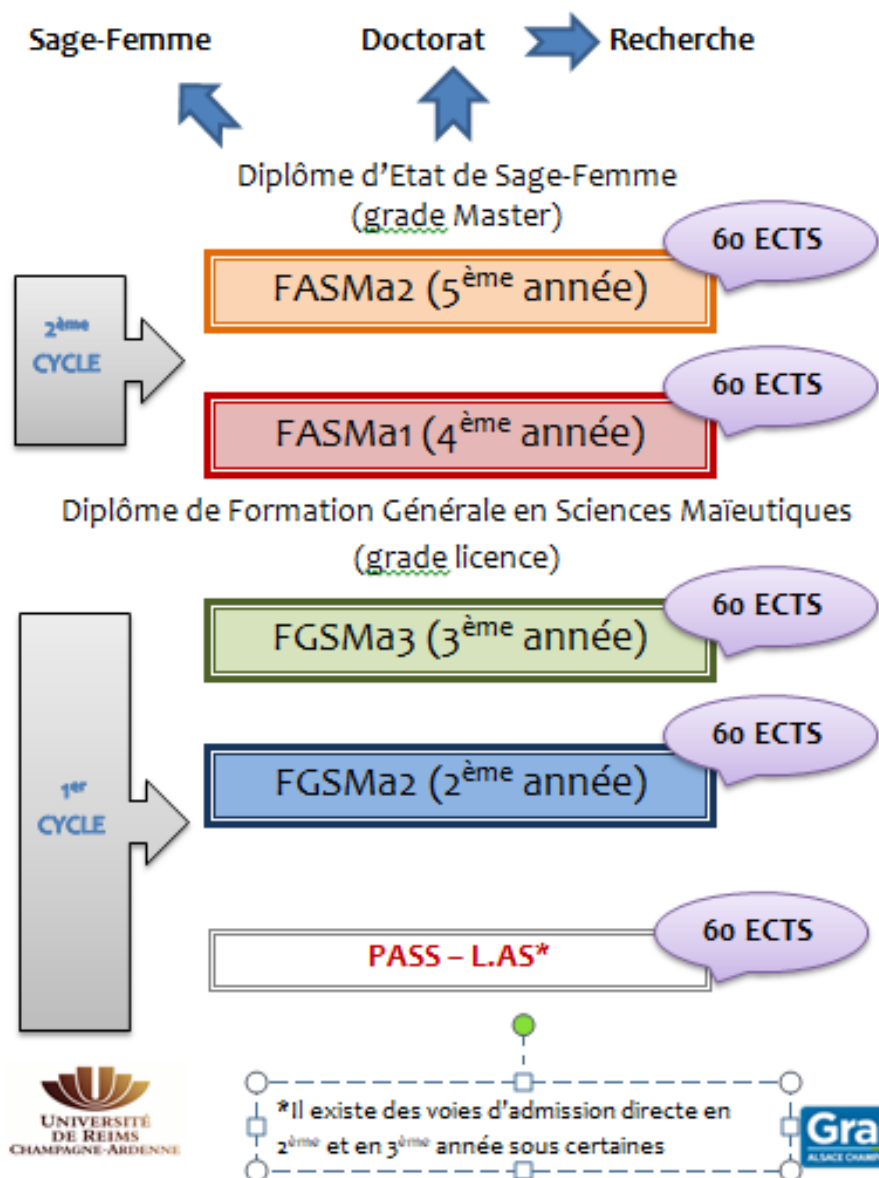 Sage-Femme Doctorat Recherche
Diplôme d'Etat de Sage-Femme
(grade Master)
60 ECTS
FASMa2 (5ème année)
2ème
CYCLE
60 ECTS
FASMa1 (4ème année)
Diplôme de Formation Générale en Sciences Maïeutiques
(grade licence)
60 ECTS
FGSMa3 (3ème année)
60 ECTS
FGSMa2 (2ème année)
1er
CYCLE
60 ECTS
PASS – L.AS*
*Il existe des voies d'admission directe en
2ème et en 3ème année sous certaines
UNIVERSITÉ
DE REIMS
CHAMPAGNE-ARDENNE
Gra
ALSACE CHAMP